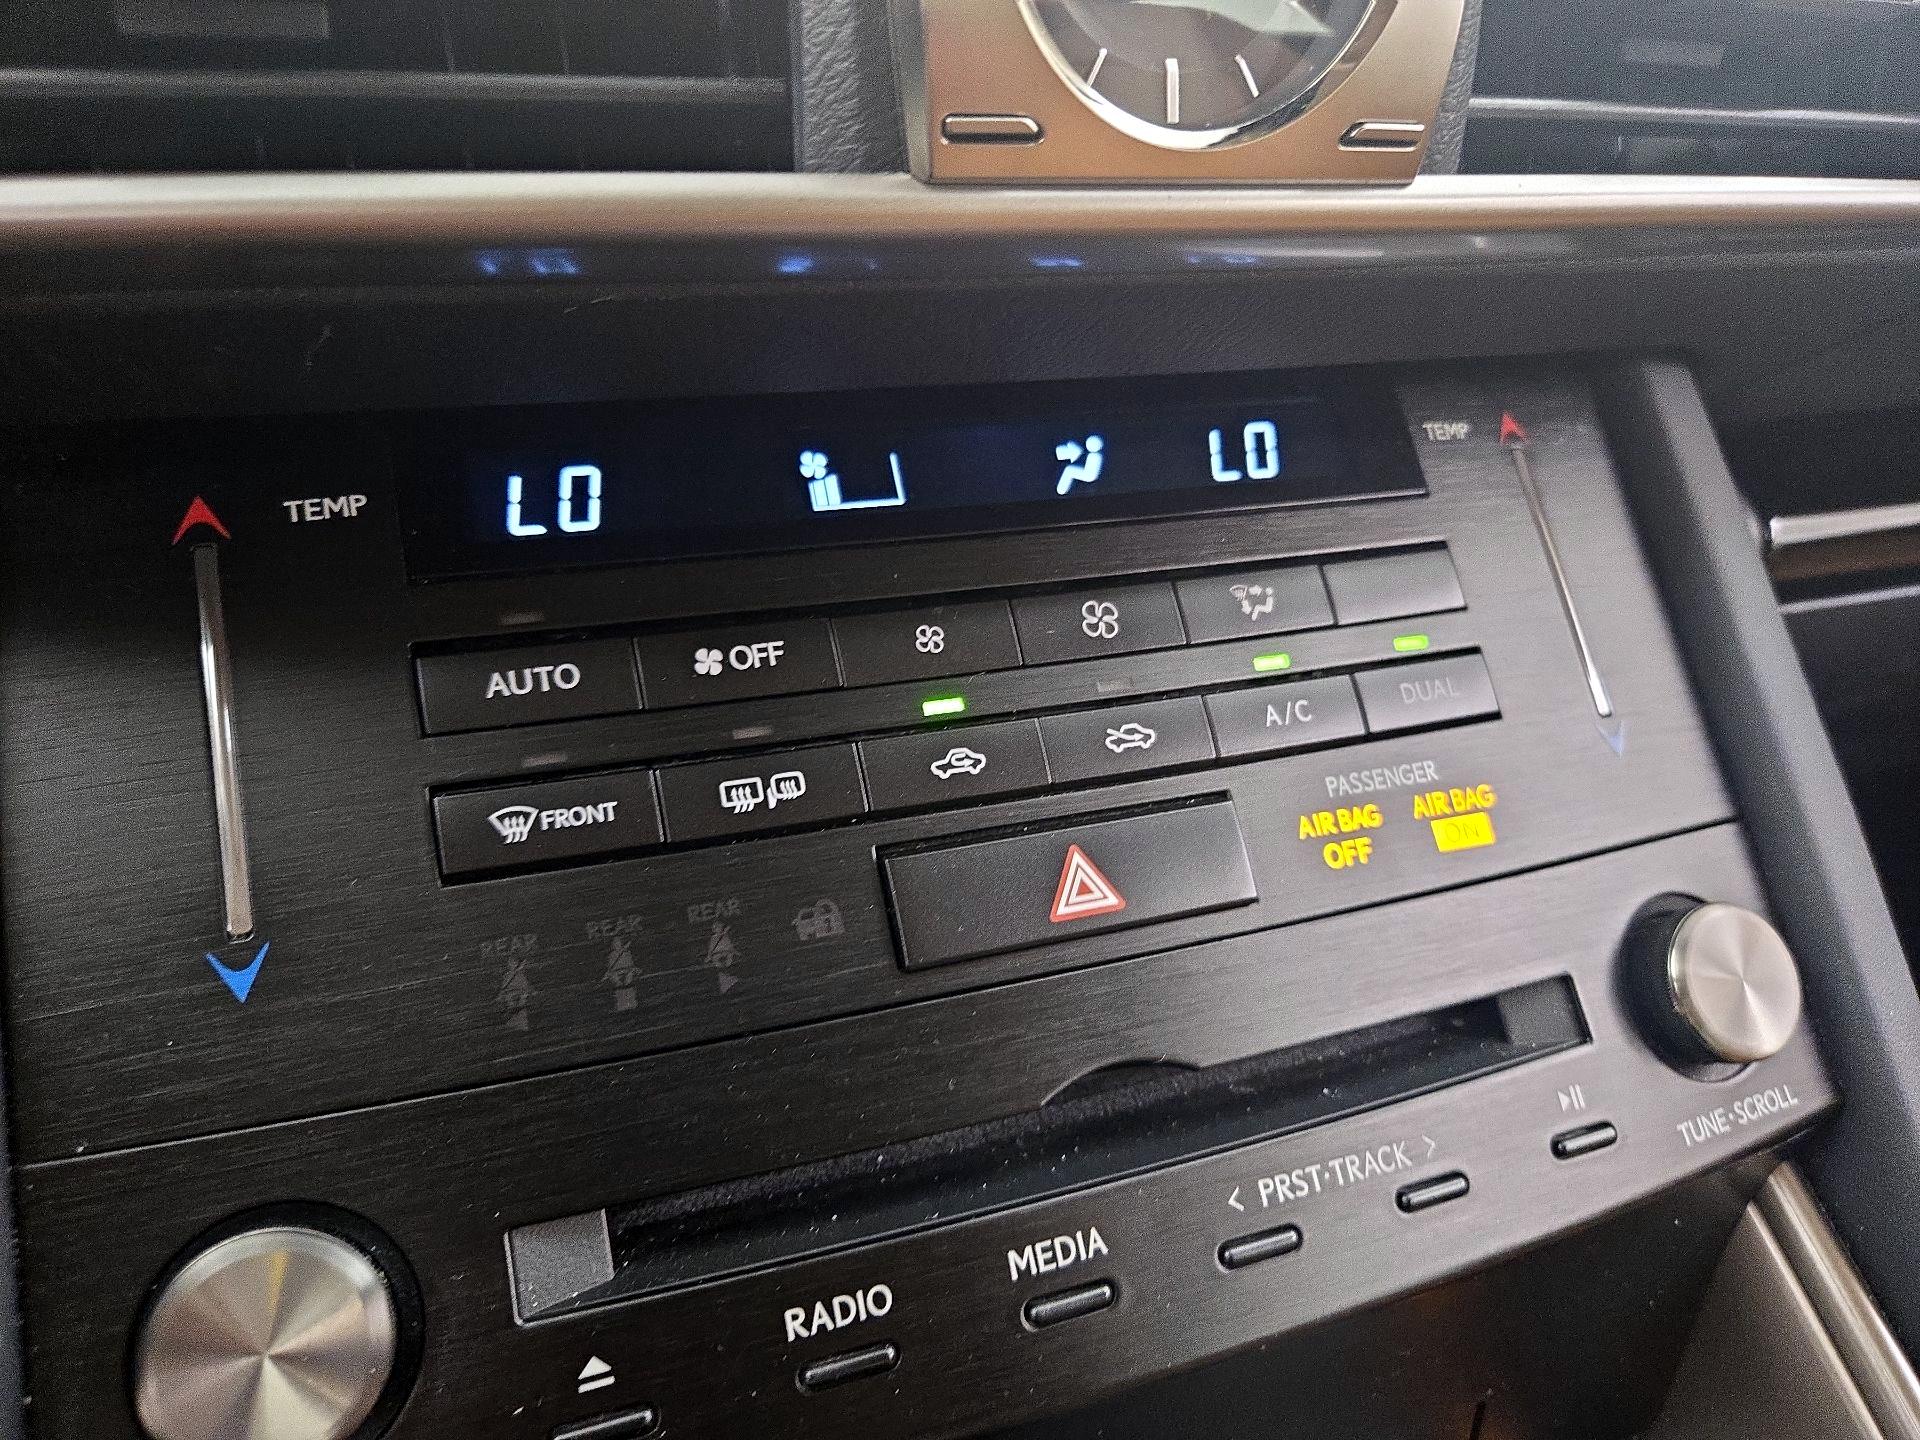 TEMP
LO
LO
TEMP
AUTO
OFF
FRONT
A/C
DUAL
PASSENGER
AIR BAG
OFF
AIR BAG
ON
REAR
REAR
REAR
RADIO
MEDIA
< PRST·TRACK >
TUNE·SCROLL